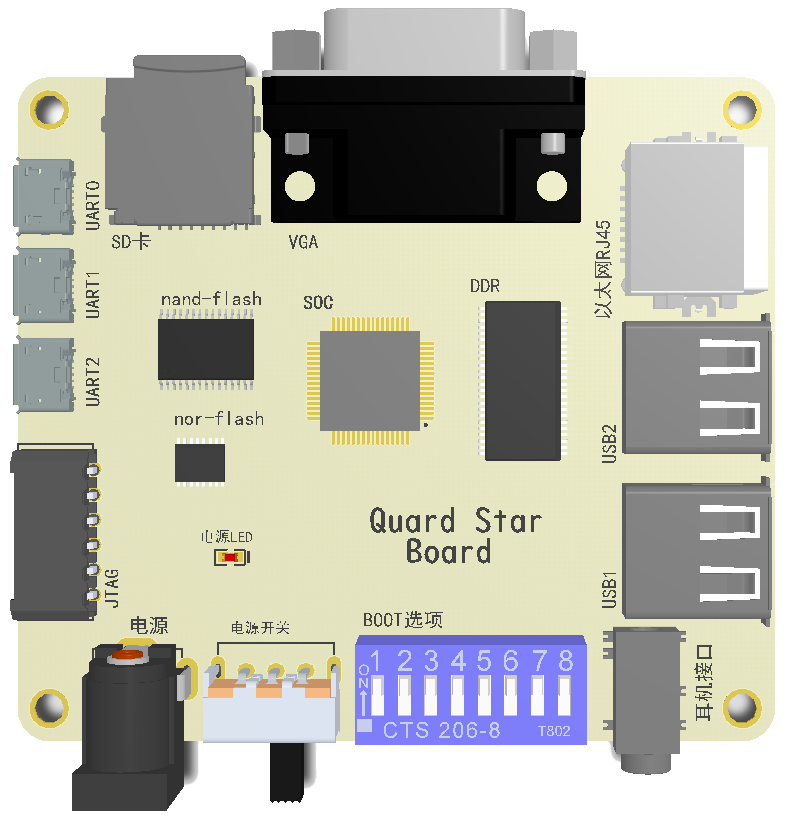 UART0
SD卡
VGA
以太网RJ45
UART1
nand-flash
SOC
DDR
UART2
nor-flash
USB2
Quard Star
Board
电源LED
JTAG
USB1
电源
电源开关
BOOT选项
ON
1 2 3 4 5 6 7 8
CTS 206-8
T802
耳机接口